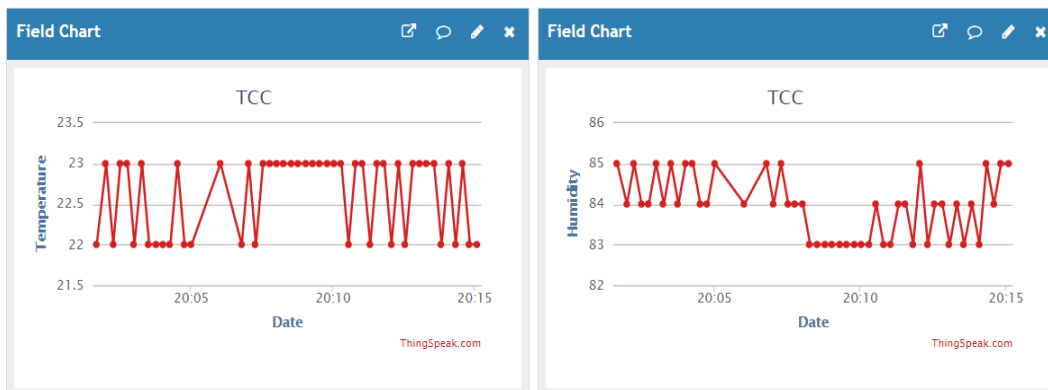 Field Chart
TCC
23.5
23
22.5
22
21.5
Temperature
20:05 20:10 20:15
Date
ThingSpeak.com
Field Chart
TCC
86
85
84
83
82
Humidity
20:05 20:10 20:15
Date
ThingSpeak.com